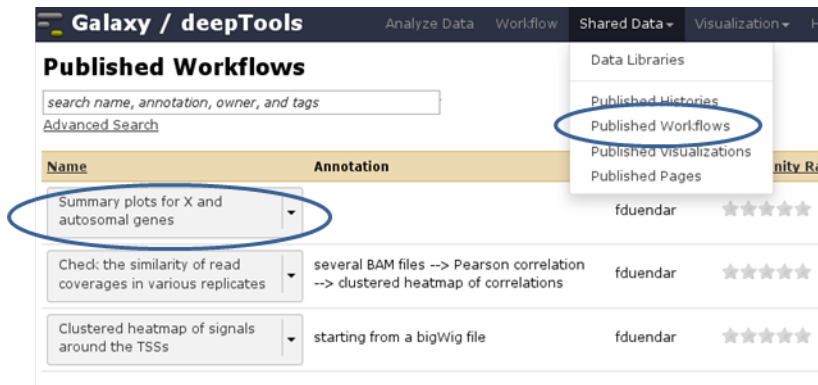 Galaxy / deepTools
Analyze Data Workflow Shared Data Visualization
Published Workflows
Data Libraries
search name, annotation, owner, and tags
Published Histories
Advanced Search
Published Workflows
Published Visualizations
Name Annotation
Published Pages
Summary plots for X and
autosomal genes
fduendar
Check the similarity of read
coverages in various replicates
several BAM files --> Pearson correlation
--> clustered heatmap of correlations
fduendar
Clustered heatmap of signals
around the TSSs
starting from a bigWig file
fduendar